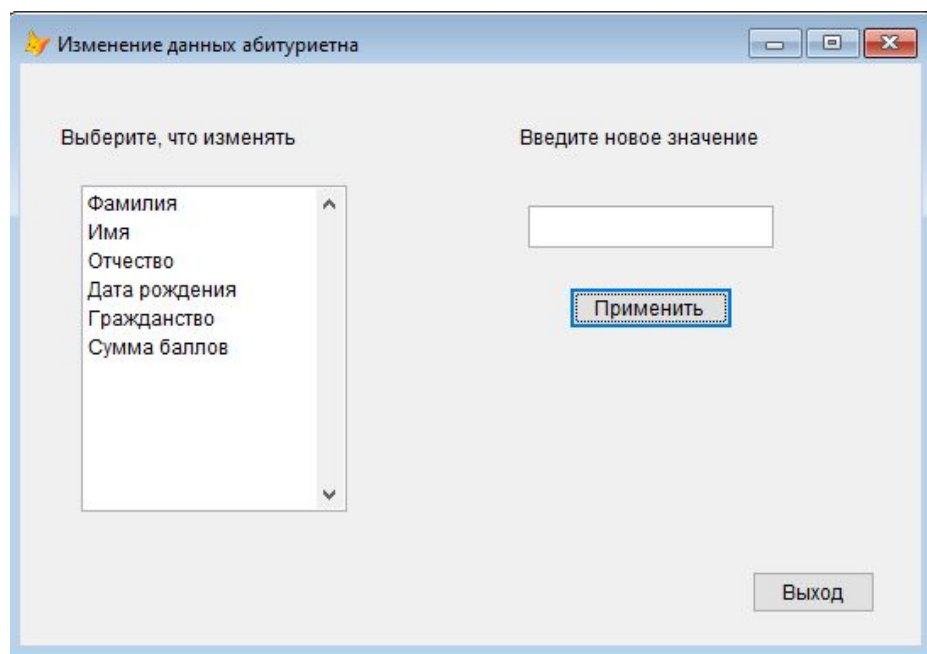 Изменение данных абитуриетна
Выберите, что изменять
Введите новое значение
Фамилия
Имя
Отчество
Дата рождения
Гражданство
Сумма баллов
Применить
Выход